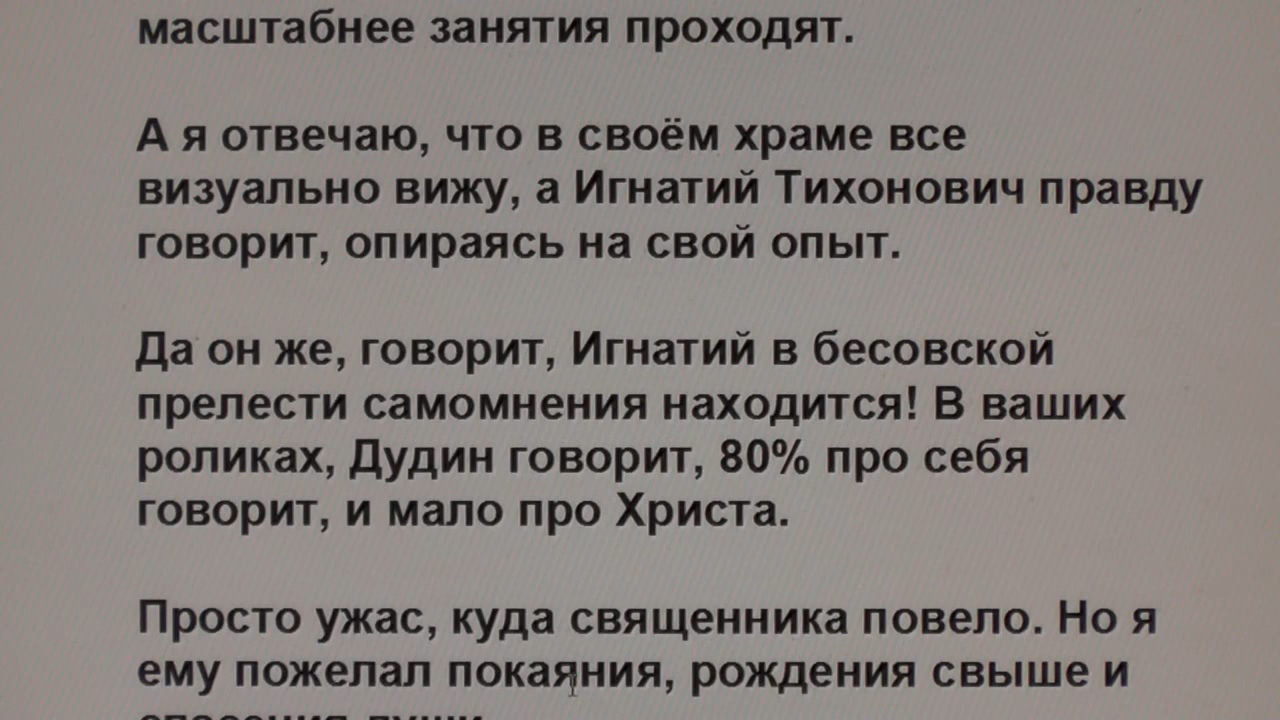 масштабнее занятия проходят.
А я отвечаю, что в своём храме все
визуально вижу, а Игнатий Тихонович правду
говорит, опираясь на свой опыт.
Да он же, говорит, Игнатий в бесовской
прелести самомнения находится! В ваших
роликах, Дудин говорит, 80% про себя
говорит, и мало про Христа.
Просто ужас, куда священника повело. Но я
ему пожелал покаяния, рождения свыше и
спасения души.